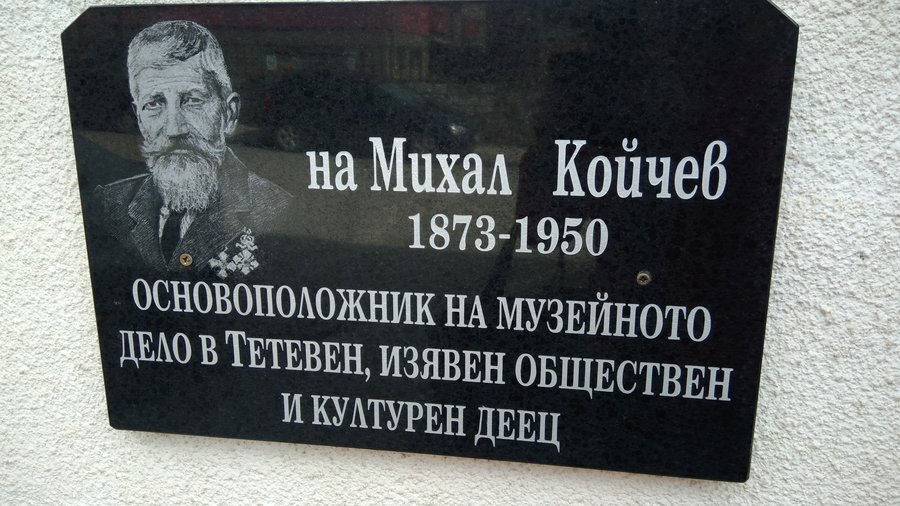 на Михал Койчев
1873-1950
ОСНОВОПОЛОЖНИК НА МУЗЕЙНОТО
ДЕЛО В ТЕТЕВЕН, ИЗЯВЕН ОБЩЕСТВЕН
И КУЛТУРЕН ДЕЕЦ